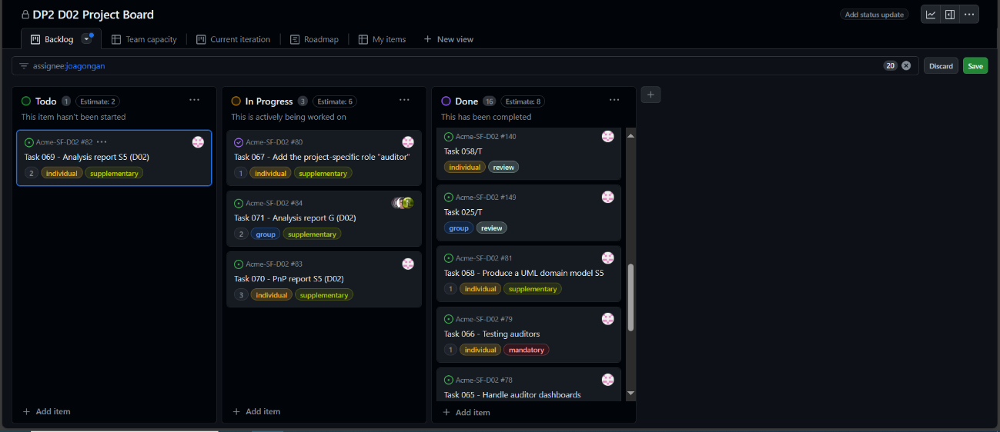 DP2 D02 Project Board
Add status update
Backlog
Team capacity
Current iteration
Roadmap
My items
New view
assignee:joagongan
20
Discard
Save
Todo 1 Estimate: 2
This item hasn't been started
Acme-SF-D02 #82
Task 069 - Analysis report S5 (D02)
2 individual supplementary
Add item
In Progress 3 Estimate: 6
This is actively being worked on
Acme-SF-D02 #80
Task 067 - Add the project-specific role "auditor"
1 individual supplementary
Acme-SF-D02 #84
Task 071 - Analysis report G (D02)
2 group supplementary
Acme-SF-D02 #83
Task 070 - PnP report S5 (D02)
3 individual supplementary
Add item
Done 16 Estimate: 8
This has been completed
Acme-SF-D02 #140
Task 058/T
individual review
Acme-SF-D02 #149
Task 025/T
group review
Acme-SF-D02 #81
Task 068 - Produce a UML domain model S5
1 individual supplementary
Acme-SF-D02 #79
Task 066 - Testing auditors
1 individual mandatory
Acme-SF-D02 #78
Task 065 - Handle auditor dashboards
Add item